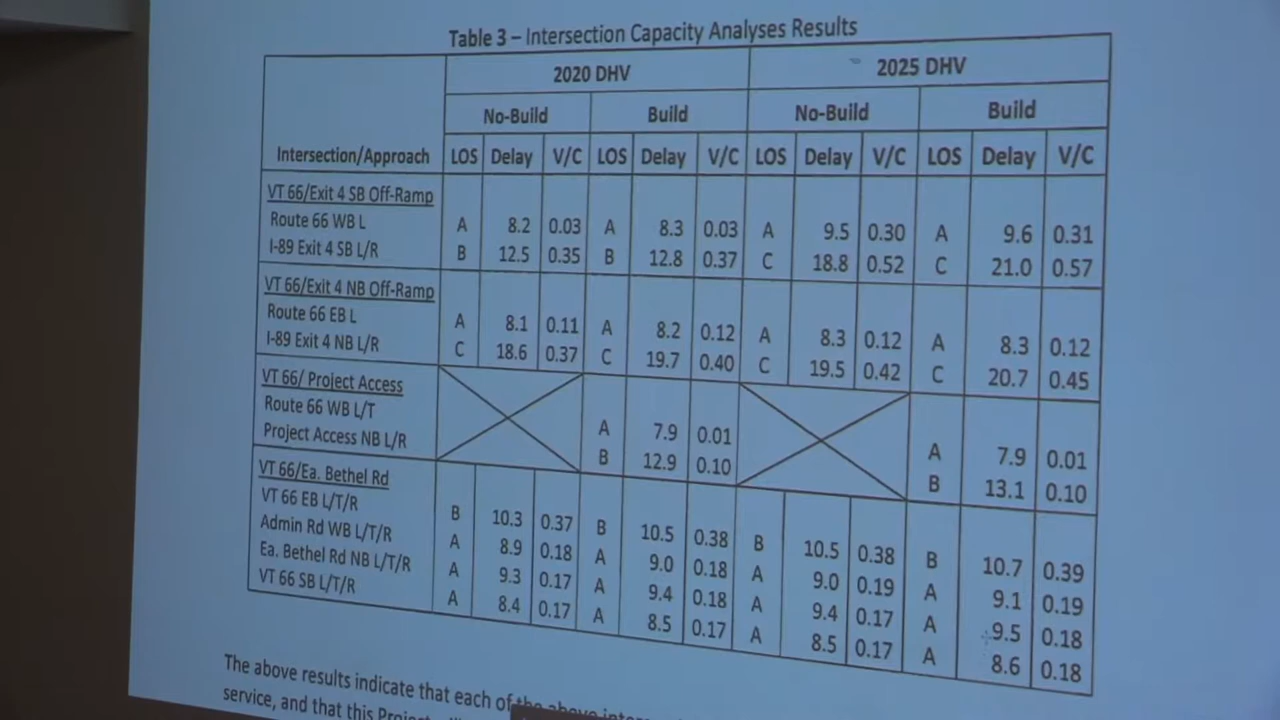 Table 3 – Intersection Capacity Analyses Results
2020 DHV 2025 DHV
No-Build Build No-Build Build
Intersection/Approach LOS Delay V/C LOS Delay V/C LOS Delay V/C LOS Delay V/C
VT 66/Exit 4 SB Off-Ramp
Route 66 WB L A 8.2 0.03 A 8.3 0.03 A 9.5 0.30 A 9.6 0.31
I-89 Exit 4 SB L/R B 12.5 0.35 B 12.8 0.37 C 18.8 0.52 C 21.0 0.57
VT 66/Exit 4 NB Off-Ramp
Route 66 EB L A 8.1 0.11 A 8.2 0.12 A 8.3 0.12 A 8.3 0.12
I-89 Exit 4 NB L/R C 18.6 0.37 C 19.7 0.40 C 19.5 0.42 C 20.7 0.45
VT 66/ Project Access
Route 66 WB L/T A 7.9 0.01 A 7.9 0.01
Project Access NB L/R B 12.9 0.10 B 13.1 0.10
VT 66/Ea. Bethel Rd
VT 66 EB L/T/R B 10.3 0.37 B 10.5 0.38 B 10.5 0.38 B 10.7 0.39
Admin Rd WB L/T/R A 8.9 0.18 A 9.0 0.18 A 9.0 0.19 A 9.1 0.19
Ea. Bethel Rd NB L/T/R A 9.3 0.17 A 9.4 0.18 A 9.4 0.17 A 9.5 0.18
VT 66 SB L/T/R A 8.4 0.17 A 8.5 0.17 A 8.5 0.17 A 8.6 0.18
The above results indicate that each of the above
service, and that this